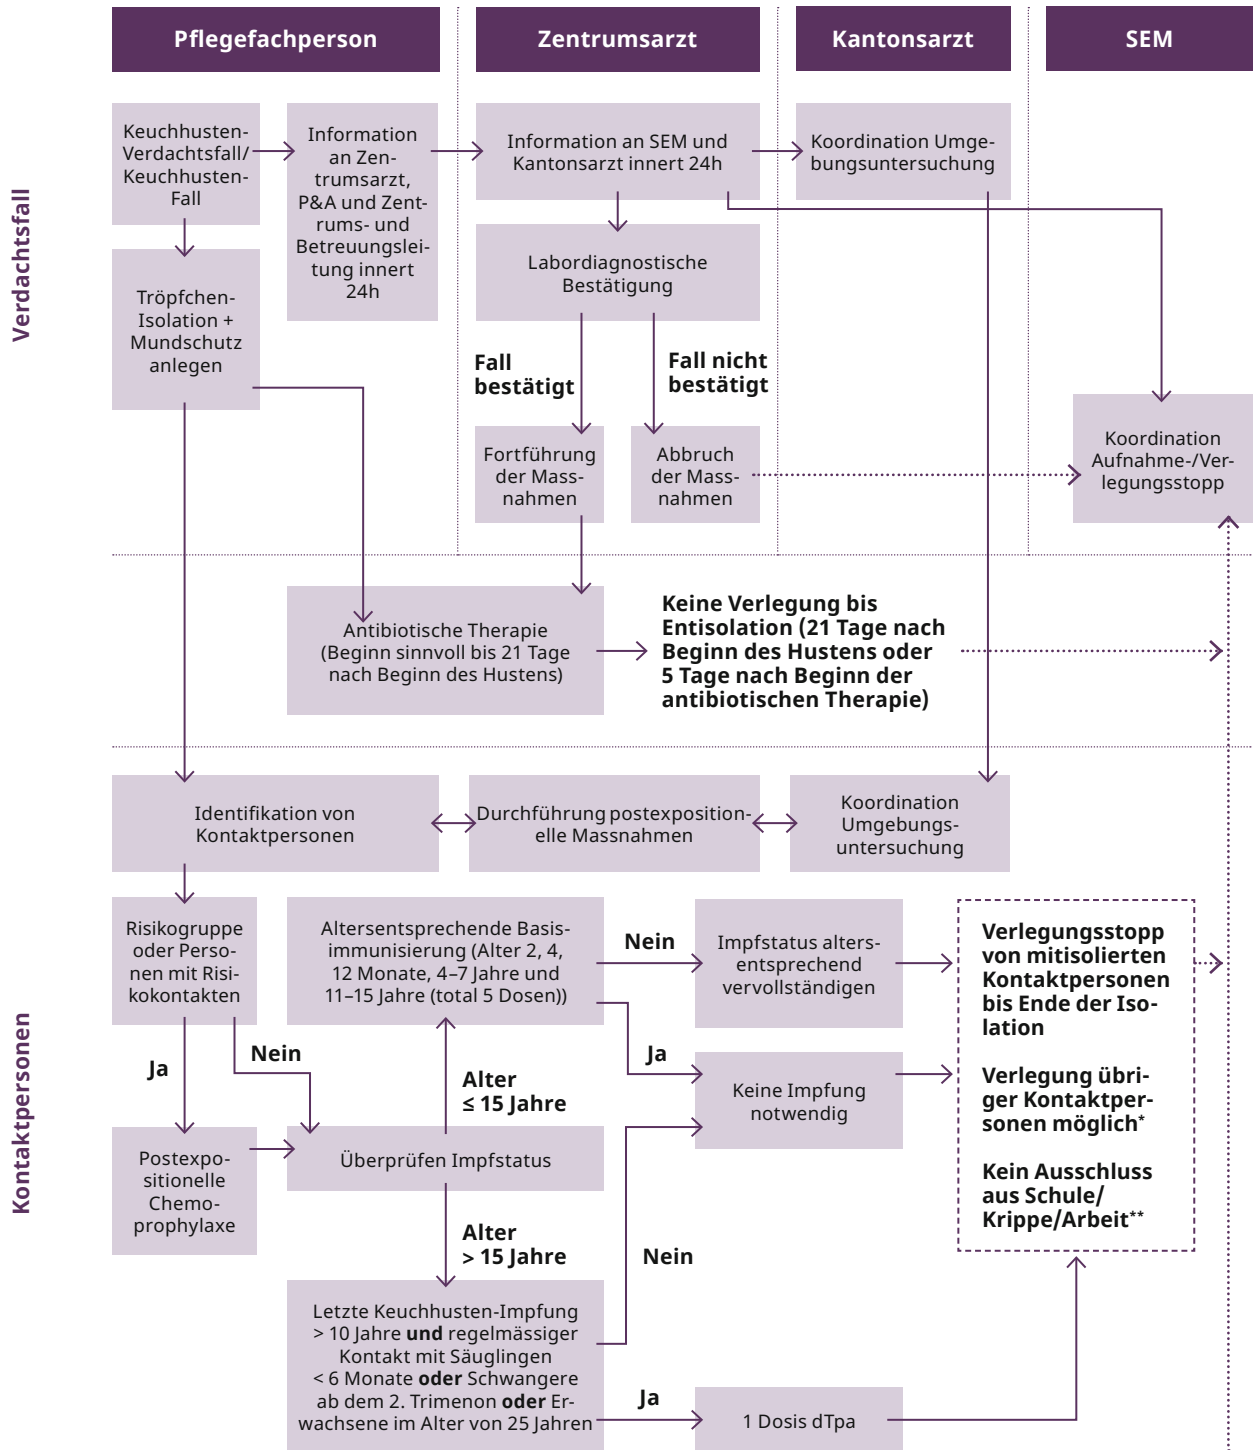 Pflegefachperson
Zentrumsarzt
Kantonsarzt
SEM
Verdachtsfall
Keuchhusten-
Verdachtsfall/
Keuchhusten-
Fall
Information
an Zen-
trumsarzt,
P&A und Zent-
rums- und
Betreuungslei-
tung innert
24h
Information an SEM und
Kantonsarzt innert 24h
Koordination Umge-
bungsuntersuchung
Tröpfchen-
Isolation +
Mundschutz
anlegen
Labordiagnostische
Bestätigung
Fall
bestätigt
Fall nicht
bestätigt
Fortführung
der Mass-
nahmen
Abbruch
der Mass-
nahmen
Koordination
Aufnahme-/Ver-
legungsstopp
Antibiotische Therapie
(Beginn sinnvoll bis 21 Tage
nach Beginn des Hustens)
Keine Verlegung bis
Entisolation (21 Tage nach
Beginn des Hustens oder
5 Tage nach Beginn der
antibiotischen Therapie)
Kontaktpersonen
Identifikation von
Kontaktpersonen
Durchführung postexposition-
elle Massnahmen
Koordination
Umgebungs-
untersuchung
Risikogruppe
oder Perso-
nen mit Risi-
kokontakten
Altersentsprechende Basis-
immunisierung (Alter 2, 4,
12 Monate, 4–7 Jahre und
11–15 Jahre (total 5 Dosen))
Nein
Impfstatus alters-
entsprechend
vervollständigen
Verlegungsstopp
von mitisolierten
Kontaktpersonen
bis Ende der Iso-
lation
Verlegung übri-
ger Kontaktper-
sonen möglich*
Kein Ausschluss
aus Schule/
Krippe/Arbeit**
Ja
Nein
Alter
≤ 15 Jahre
Ja
Keine Impfung
notwendig
Postexpo-
sitionelle
Chemo-
prophylaxe
Überprüfen Impfstatus
Alter
> 15 Jahre
Nein
Letzte Keuchhusten-Impfung
> 10 Jahre und regelmässiger
Kontakt mit Säuglingen
< 6 Monate oder Schwangere
ab dem 2. Trimenon oder Er-
wachsene im Alter von 25 Jahren
Ja
1 Dosis dTpa